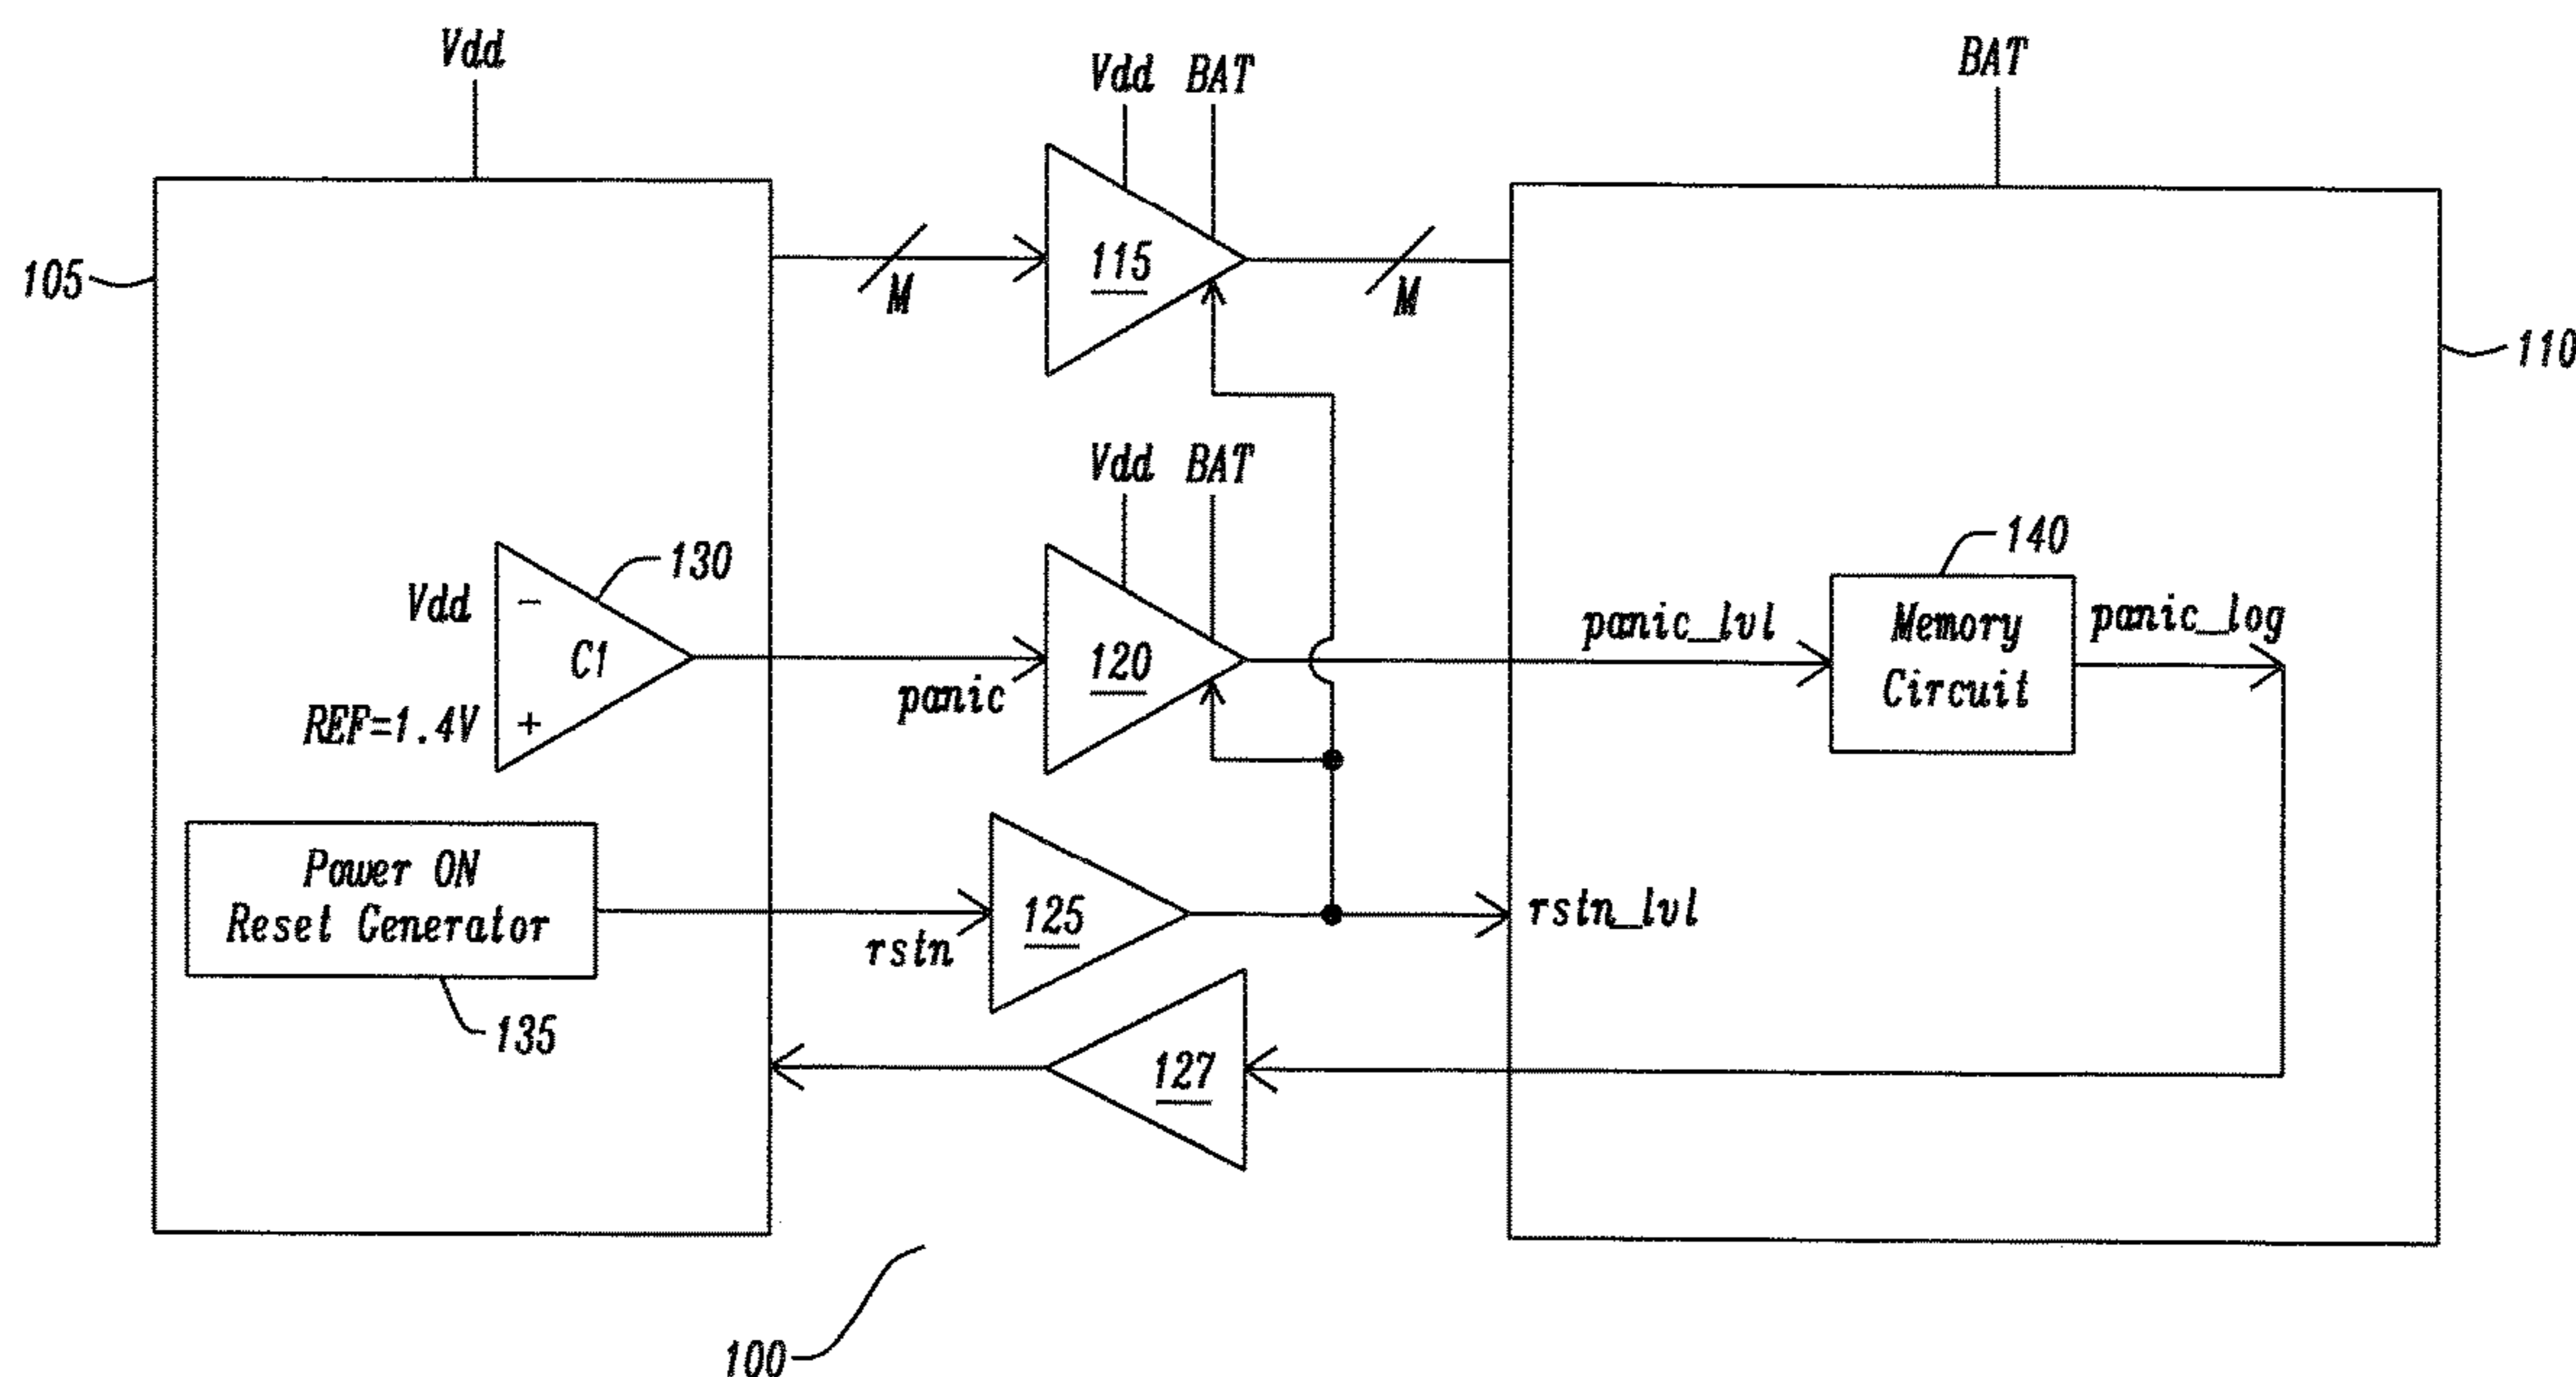 Vdd
Vdd BAT
BAT
105
115
M
M
110
Vdd BAT
130
140
Vdd
-
C1
REF=1.4V
+
panic
120
panic_lvl
Memory
Circuit
panic_log
Power ON
Reset Generator
rstn
125
rstn_lvl
135
127
100